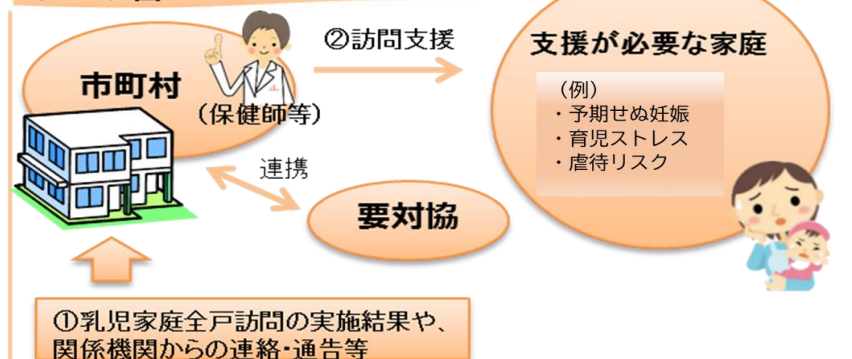 ②訪問支援
支援が必要な家庭
市町村
(保健師等)
(例)
・予期せぬ妊娠
・育児ストレス
・虐待リスク
連携
要対協
①乳児家庭全戸訪問の実施結果や、
関係機関からの連絡・通告等